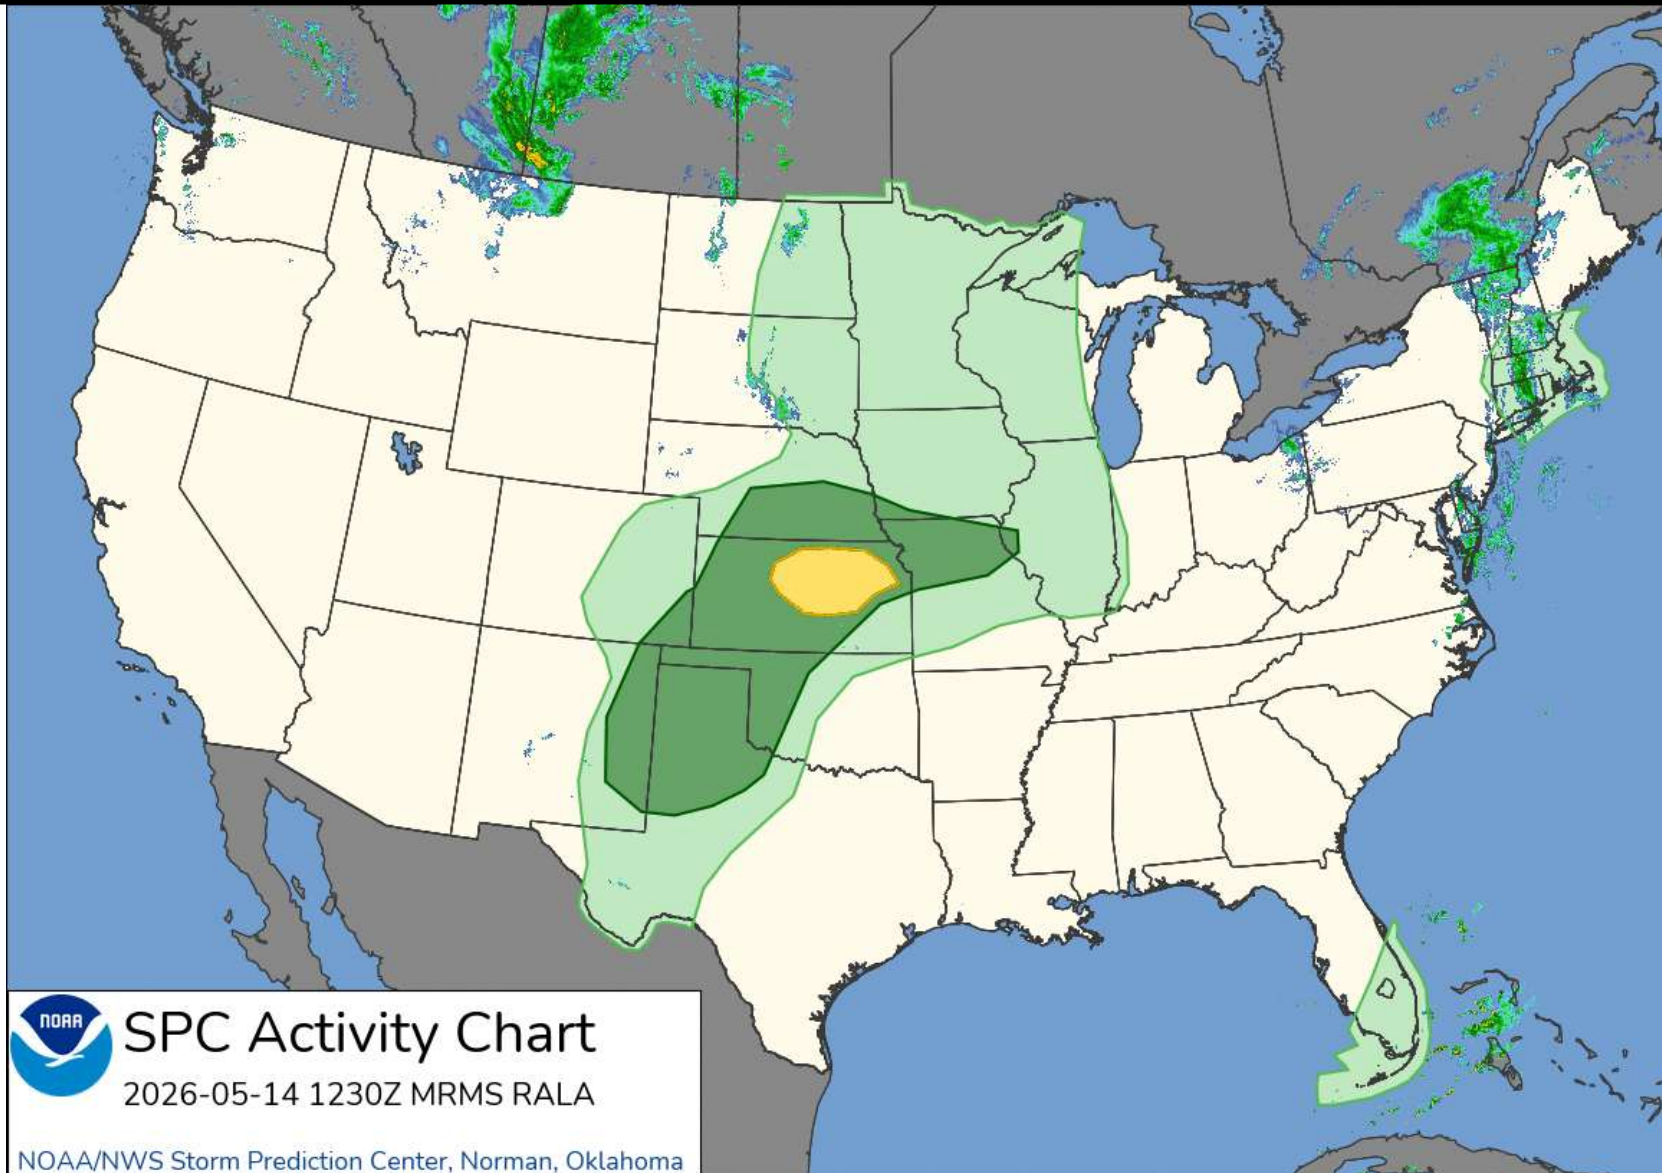 NOAA
SPC Activity Chart
2026-05-14 1230Z MRMS RALA
NOAA/NWS Storm Prediction Center, Norman, Oklahoma